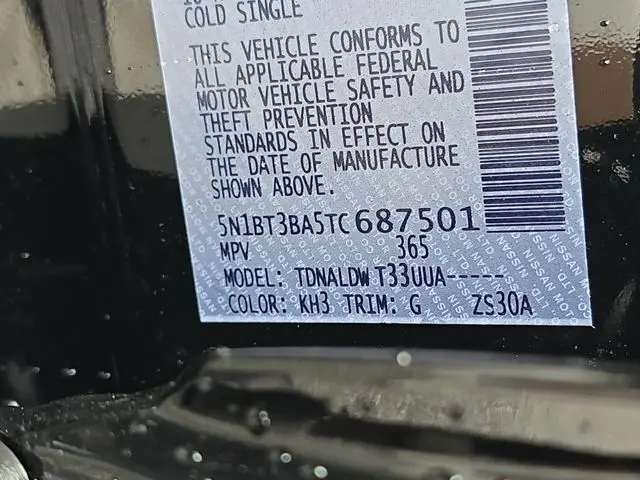 COLD SINGLE
THIS VEHICLE CONFORMS TO
ALL APPLICABLE FEDERAL
MOTOR VEHICLE SAFETY AND
THEFT PREVENTION
STANDARDS IN EFFECT ON
THE DATE OF MANUFACTURE
SHOWN ABOVE.
5N1BT3BA5TC687501
MPV 365
MODEL: TDNALDW T33UUA-----
COLOR: KH3 TRIM: G ZS30A